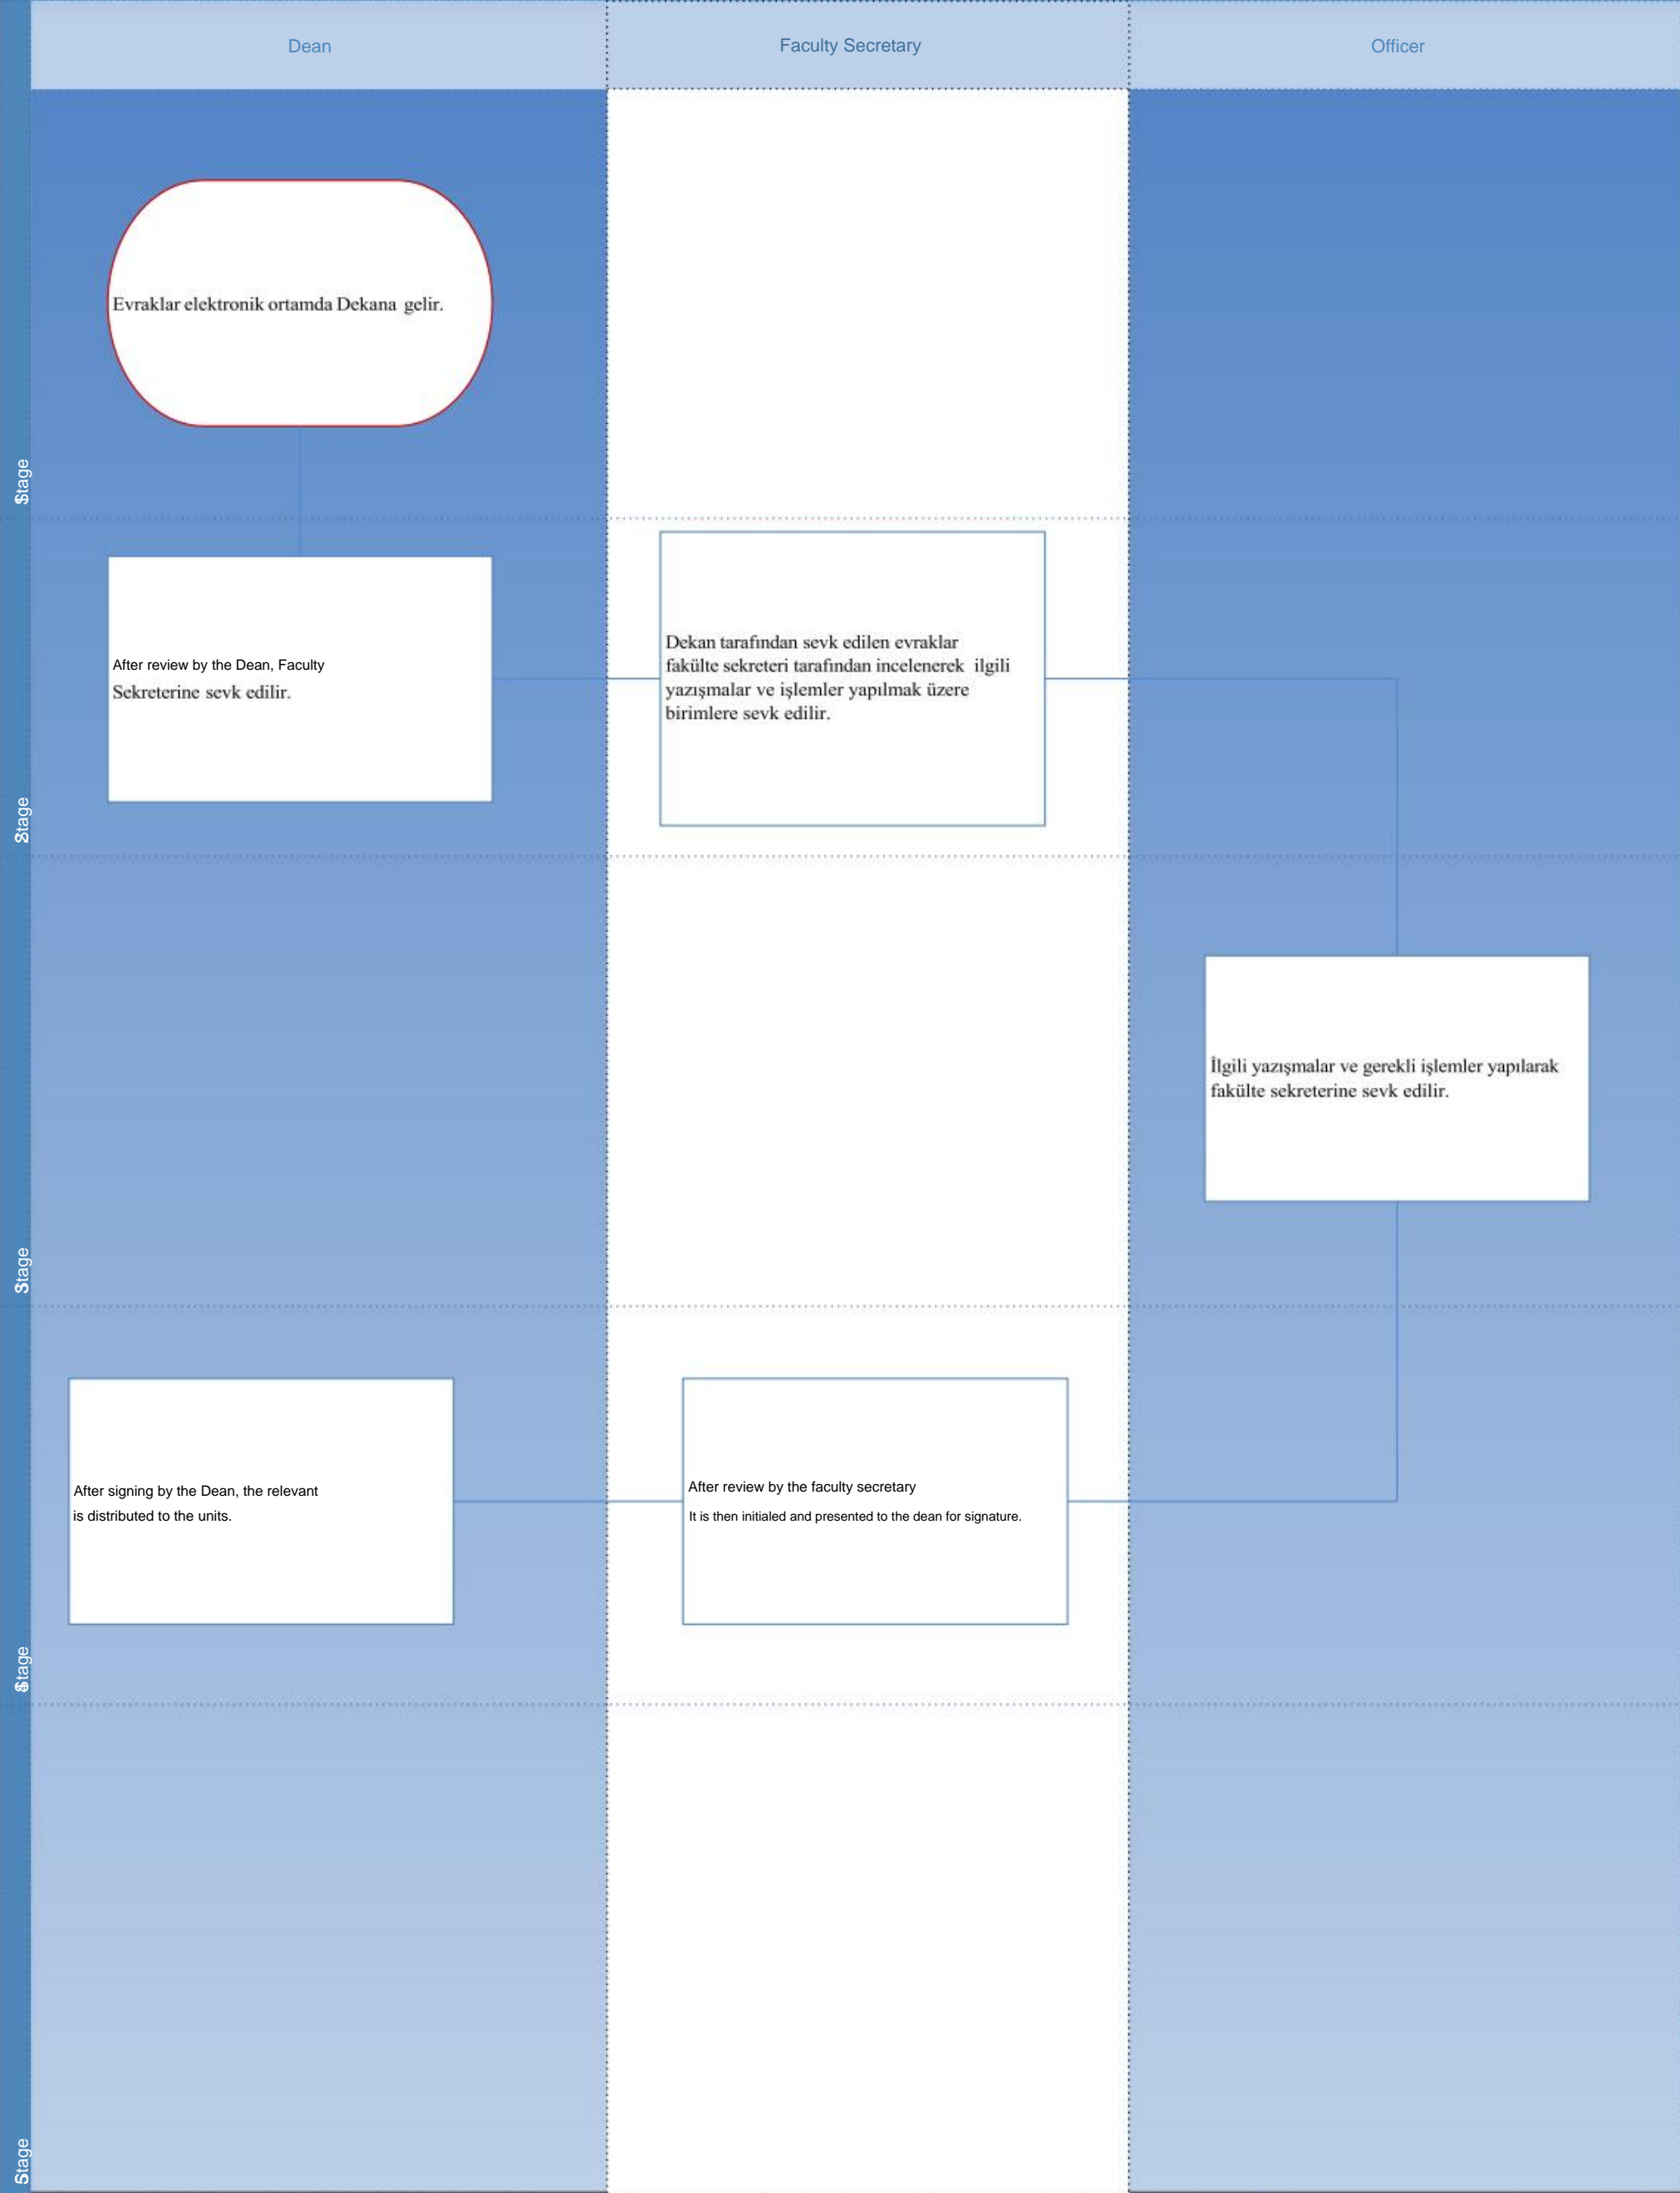 Dean
Faculty Secretary
Officer
Evraklar elektronik ortamda Dekana gelir.
Stage
After review by the Dean, Faculty
Sekreterine sevk edilir.
Dekan tarafından sevk edilen evraklar
fakülte sekreteri tarafından incelenerek ilgili
yazışmalar ve işlemler yapılmak üzere
birimlere sevk edilir.
Stage
İlgili yazışmalar ve gerekli işlemler yapılarak
fakülte sekreterine sevk edilir.
Stage
After signing by the Dean, the relevant
is distributed to the units.
After review by the faculty secretary
It is then initialed and presented to the dean for signature.
Stage
Stage